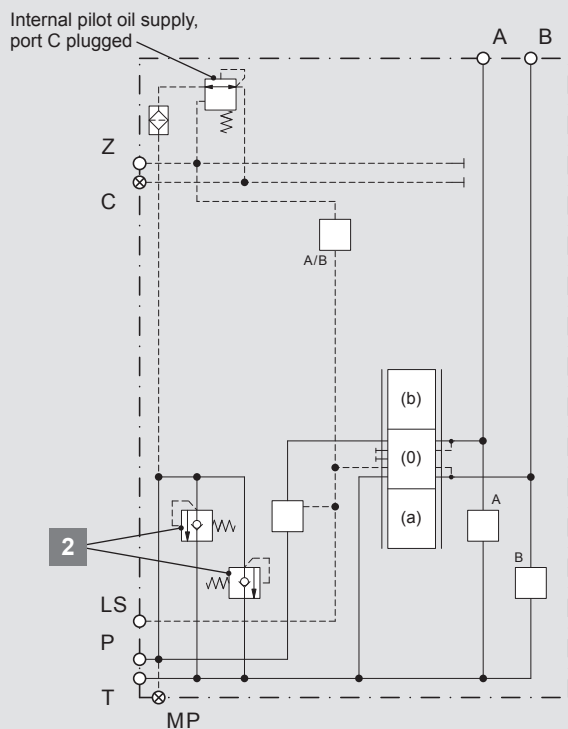 Internal pilot oil supply,
port C plugged
A
B
Z
C
A/B
(b)
(0)
(a)
A
B
2
LS
P
T
MP